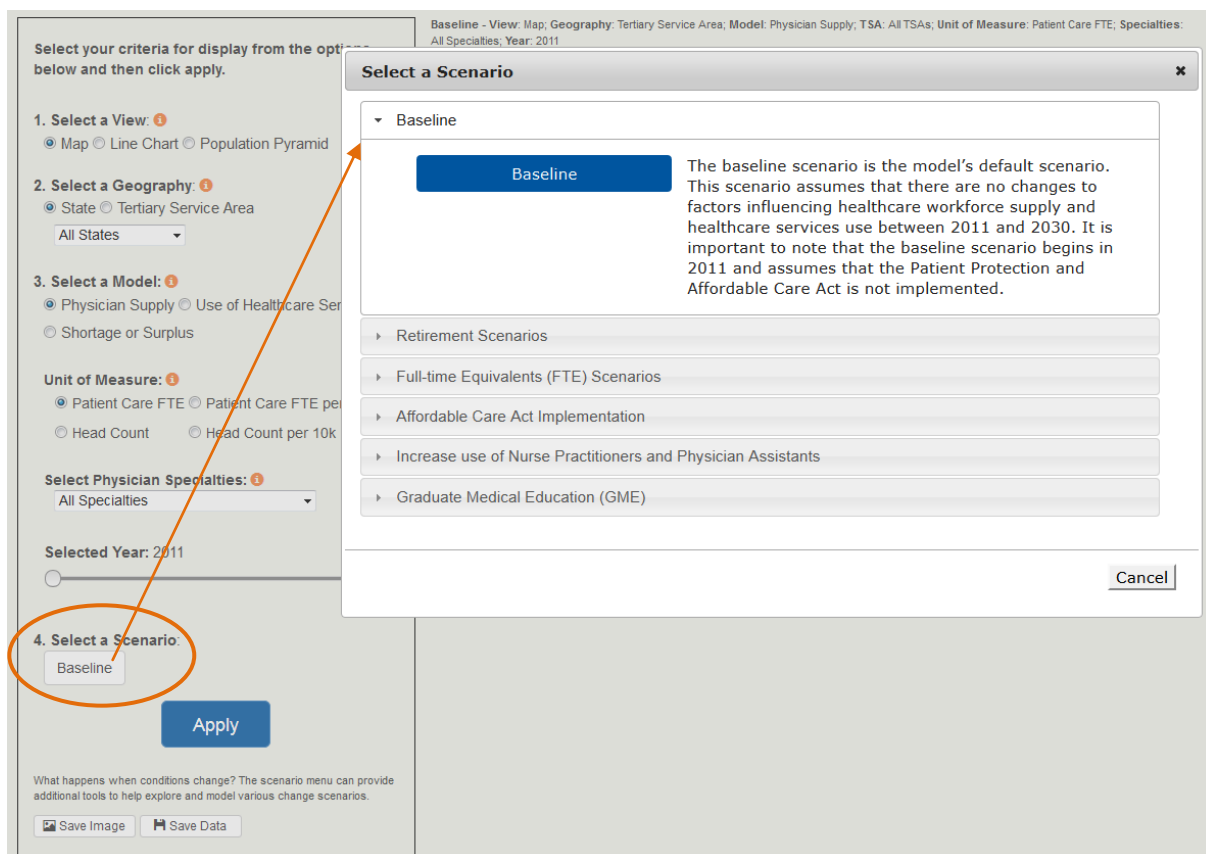 Baseline - View: Map; Geography: Tertiary Service Area; Model: Physician Supply; TSA: All TSAs; Unit of Measure: Patient Care FTE; Specialties:
All Specialties; Year: 2011
Select your criteria for display from the options
below and then click apply.
1. Select a View:
Map Line Chart Population Pyramid
2. Select a Geography:
State Tertiary Service Area
All States
3. Select a Model:
Physician Supply Use of Healthcare Ser
Shortage or Surplus
Unit of Measure:
Patient Care FTE Patient Care FTE per
Head Count Head Count per 10k
Select Physician Specialties:
All Specialties
Selected Year: 2011
4. Select a Scenario:
Baseline
Apply
What happens when conditions change? The scenario menu can provide
additional tools to help explore and model various change scenarios.
Save Image Save Data
Select a Scenario
Baseline
Baseline
The baseline scenario is the model's default scenario.
This scenario assumes that there are no changes to
factors influencing healthcare workforce supply and
healthcare services use between 2011 and 2030. It is
important to note that the baseline scenario begins in
2011 and assumes that the Patient Protection and
Affordable Care Act is not implemented.
Retirement Scenarios
Full-time Equivalents (FTE) Scenarios
Affordable Care Act Implementation
Increase use of Nurse Practitioners and Physician Assistants
Graduate Medical Education (GME)
Cancel